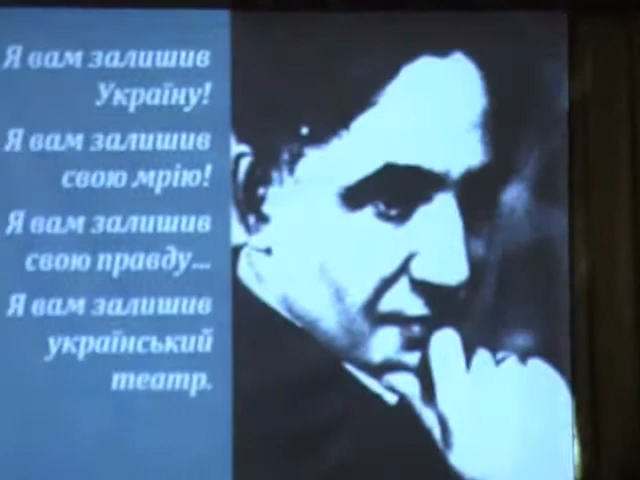 Я вам залишив
Україну!
Я вам залишив
свою мрію!
Я вам залишив
свою правду...
Я вам залишив
український
театр.